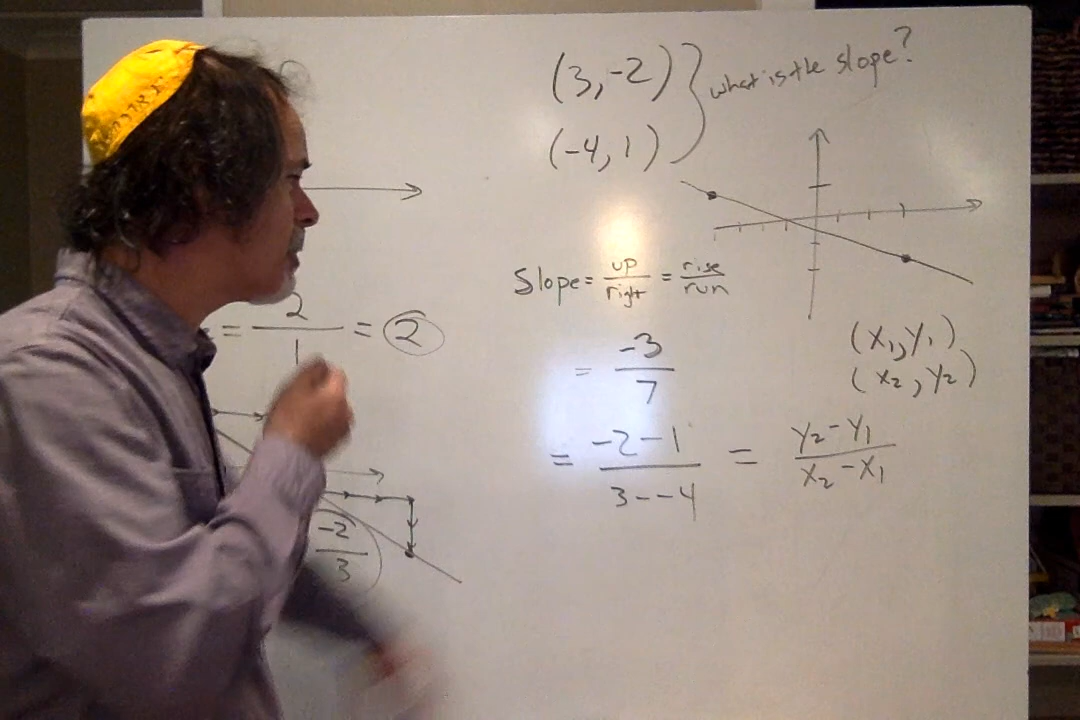 (3, -2)
(-4, 1)
what is the slope?
Slope = up/right = rise/run
= -3/7
= -2-1/3--4 = y2-y1/x2-x1
(x1, y1)
(x2, y2)
= 2/1 = 2
-2/3